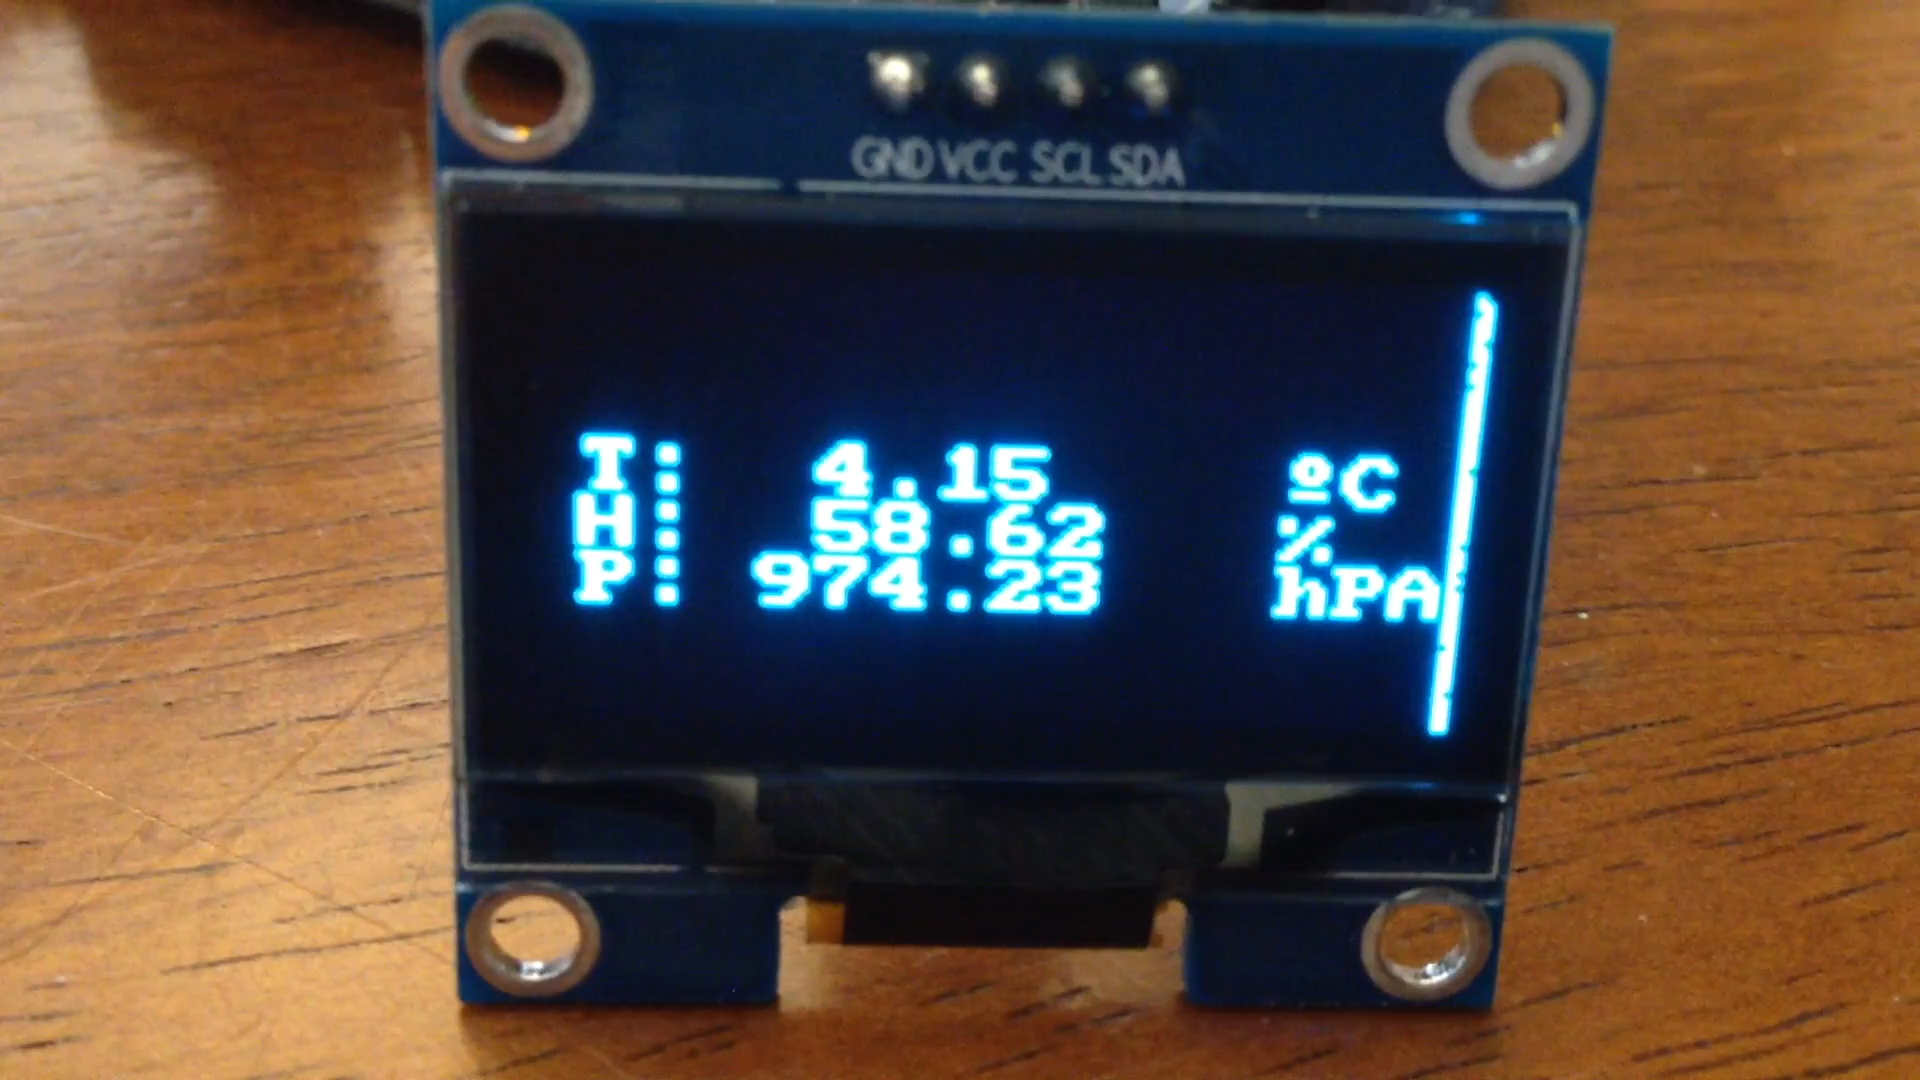 GND VCC SCL SDA
T: 4.15 ºC
H: 58.62 %
P: 974.23 hPA